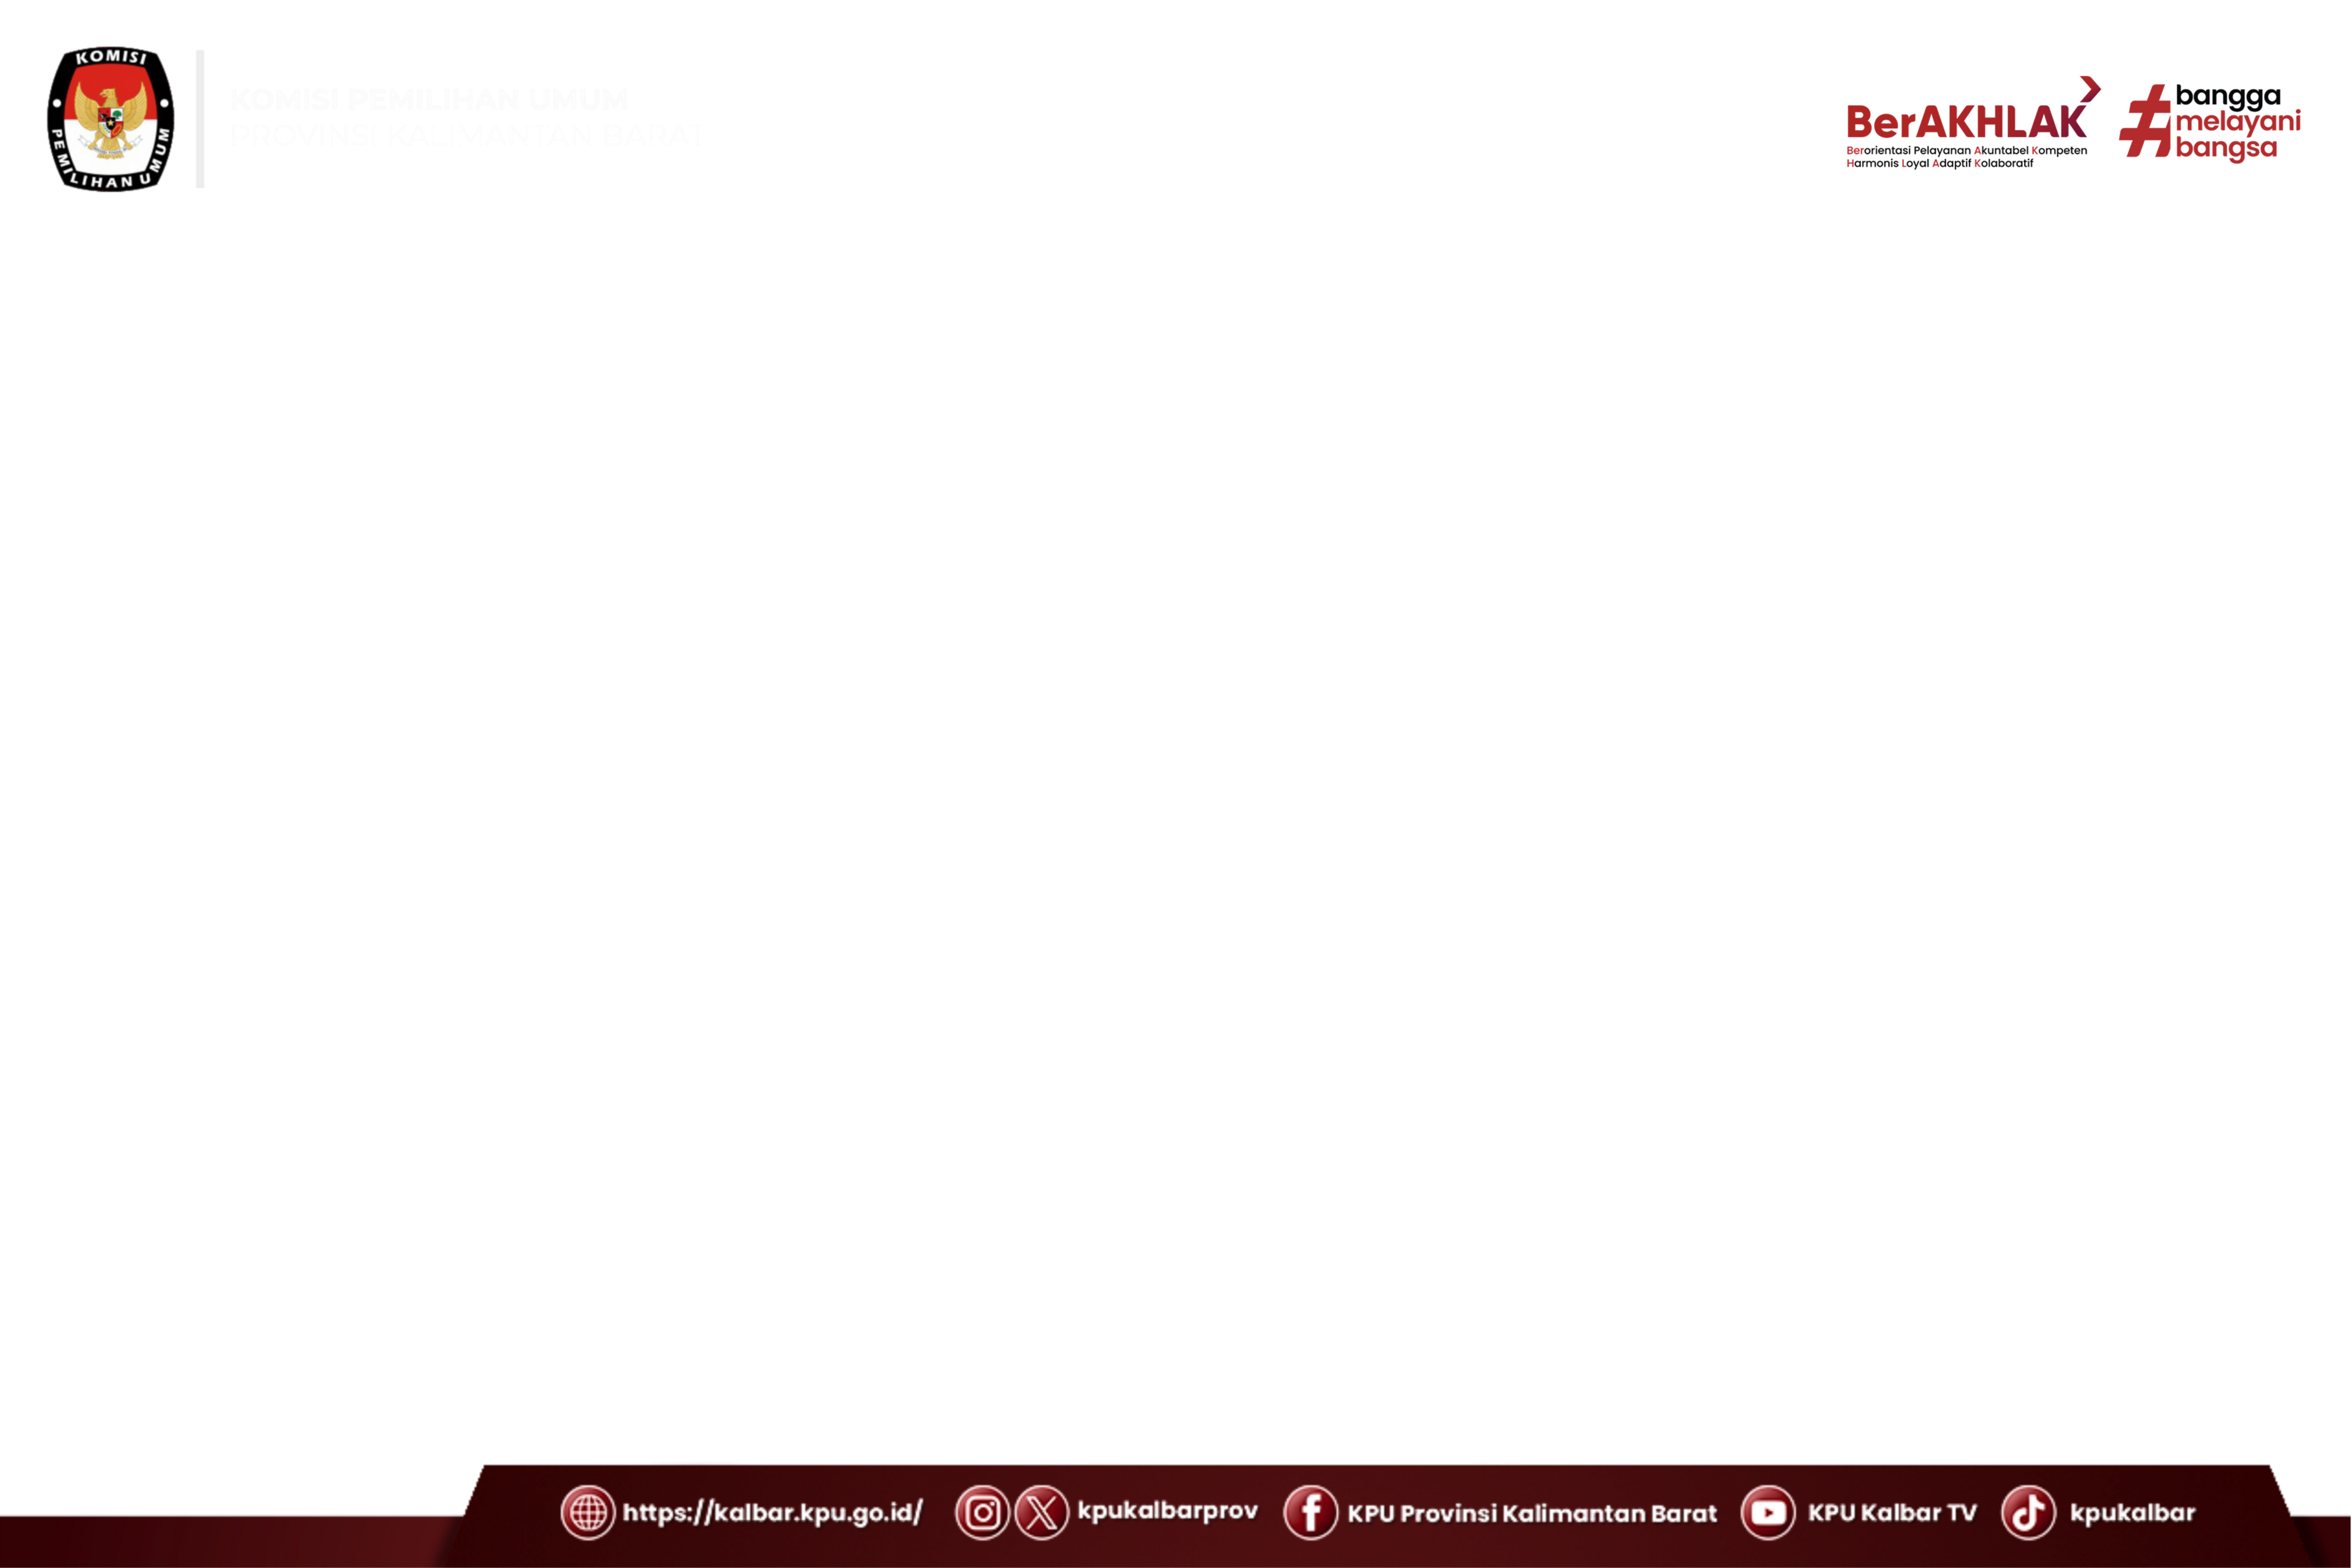 KOMISI
PEMILIHAN UMUM
KOMISI PEMILIHAN UMUM
PROVINSI KALIMANTAN BARAT
BerAKHLAK
Berorientasi Pelayanan Akuntabel Kompeten
Harmonis Loyal Adaptif Kolaboratif
#bangga
melayani
bangsa
https://kalbar.kpu.go.id/
kpukalbarprov
KPU Provinsi Kalimantan Barat
KPU Kalbar TV
kpukalbar